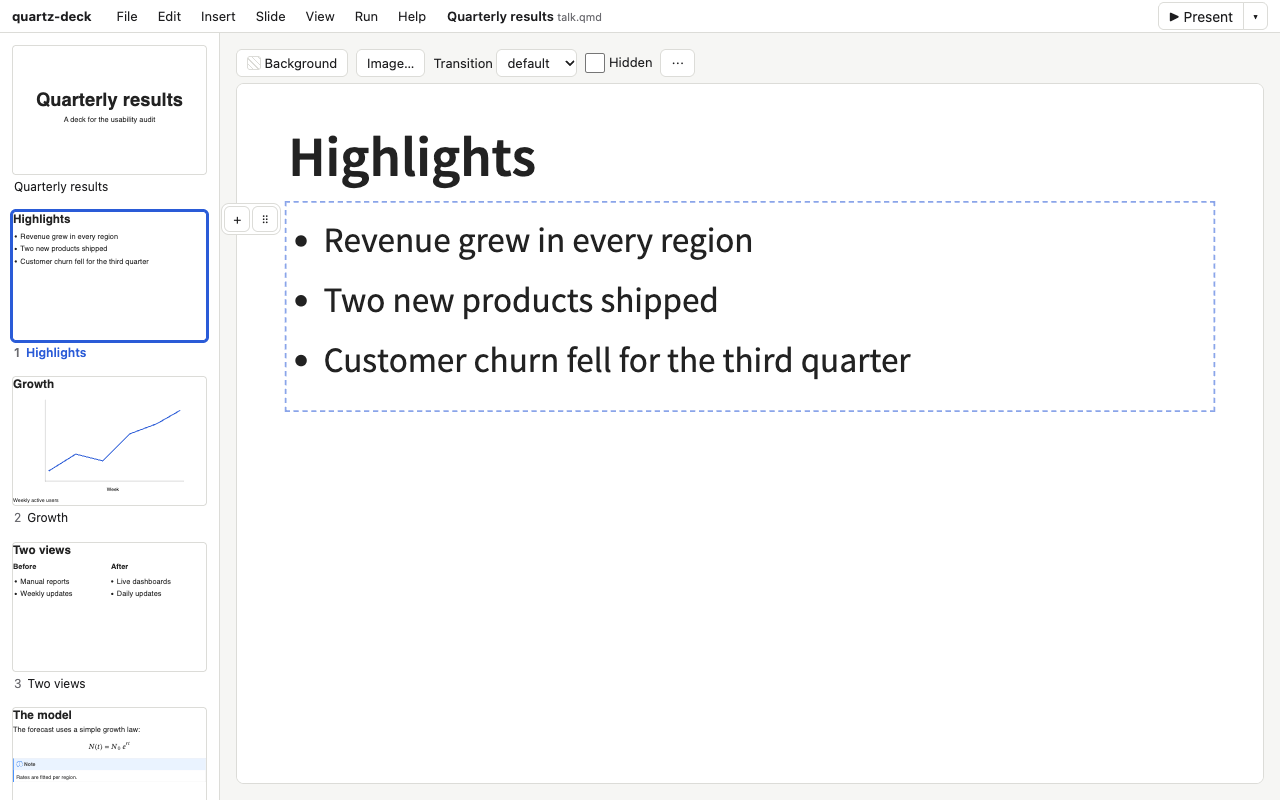 quartz-deck File Edit Insert Slide View Run Help Quarterly results talk.qmd ▶ Present ▾
Quarterly results
A deck for the usability audit
Quarterly results
Highlights
• Revenue grew in every region
• Two new products shipped
• Customer churn fell for the third quarter
1 Highlights
Growth
Week
Weekly active users
2 Growth
Two views
Before After
• Manual reports • Live dashboards
• Weekly updates • Daily updates
3 Two views
The model
The forecast uses a simple growth law:
N(t) = N₀ eʳᵗ
Note
Rates are fitted per region.
Background Image... Transition default Hidden ...
Highlights
+
• Revenue grew in every region
• Two new products shipped
• Customer churn fell for the third quarter